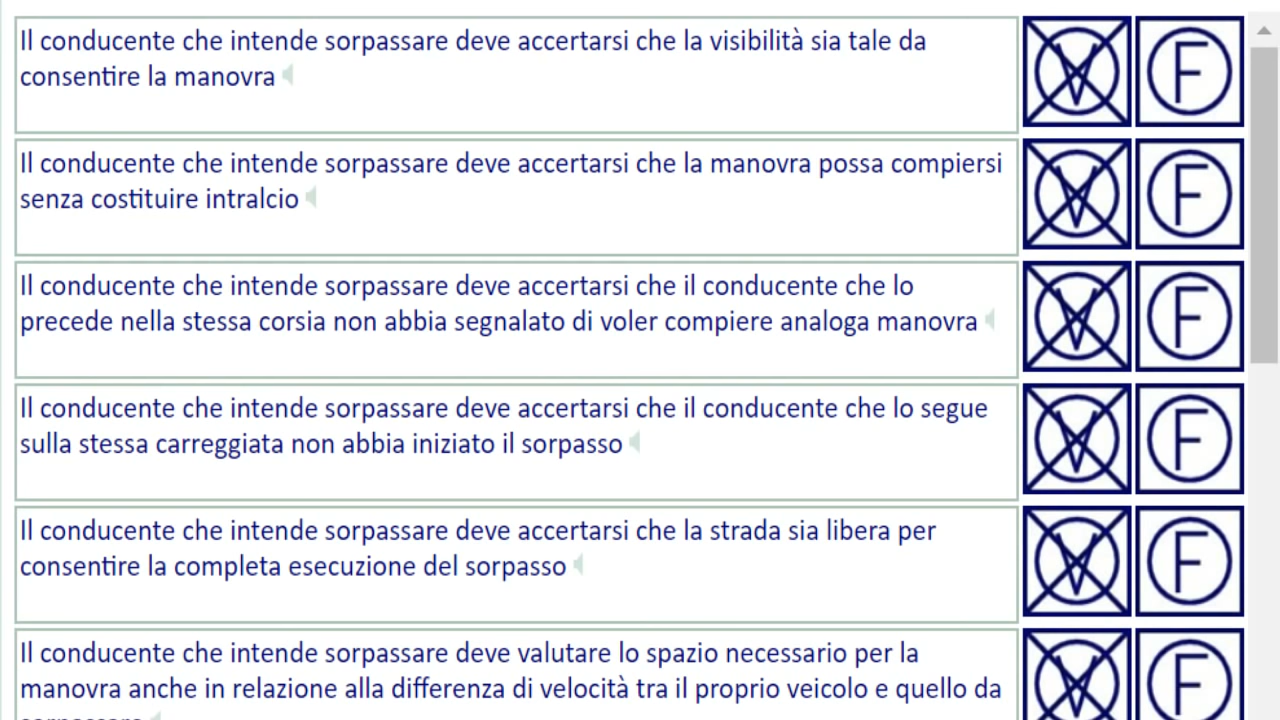 Il conducente che intende sorpassare deve accertarsi che la visibilità sia tale da
consentire la manovra
V F
Il conducente che intende sorpassare deve accertarsi che la manovra possa compiersi
senza costituire intralcio
V F
Il conducente che intende sorpassare deve accertarsi che il conducente che lo
precede nella stessa corsia non abbia segnalato di voler compiere analoga manovra
V F
Il conducente che intende sorpassare deve accertarsi che il conducente che lo segue
sulla stessa carreggiata non abbia iniziato il sorpasso
V F
Il conducente che intende sorpassare deve accertarsi che la strada sia libera per
consentire la completa esecuzione del sorpasso
V F
Il conducente che intende sorpassare deve valutare lo spazio necessario per la
manovra anche in relazione alla differenza di velocità tra il proprio veicolo e quello da
V F